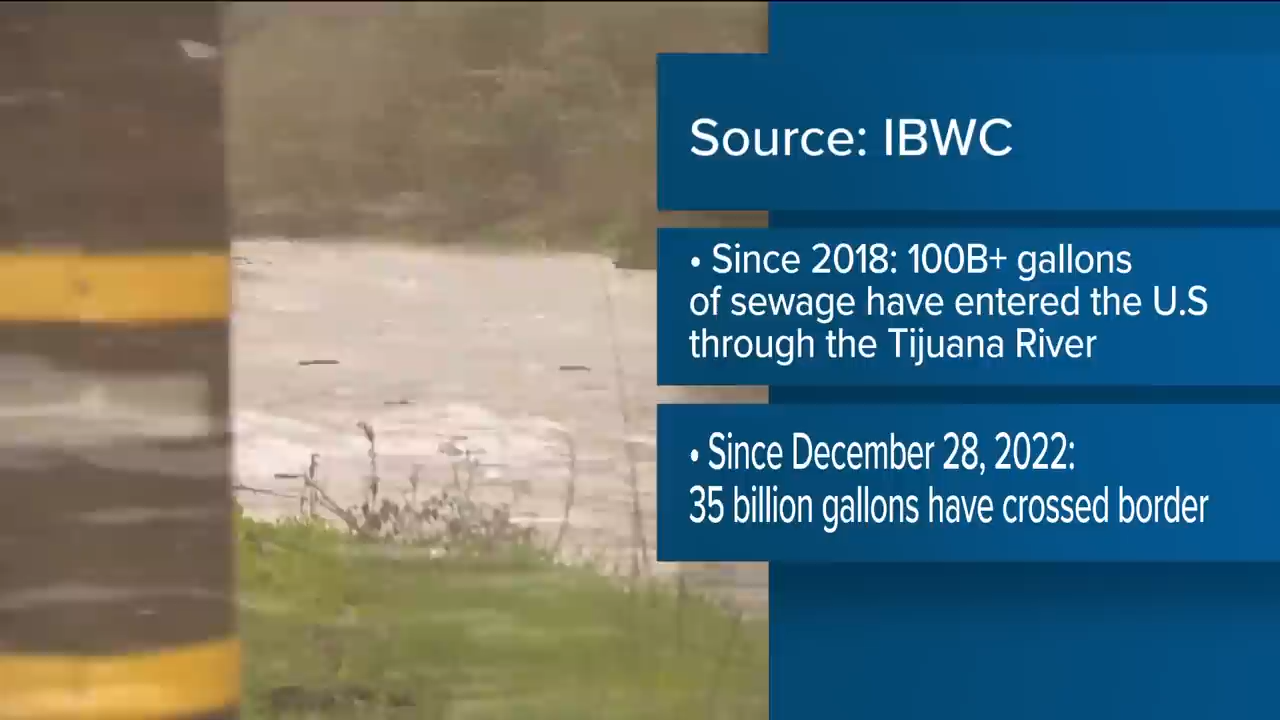 Source: IBWC
• Since 2018: 100B+ gallons
of sewage have entered the U.S
through the Tijuana River
• Since December 28, 2022:
35 billion gallons have crossed border